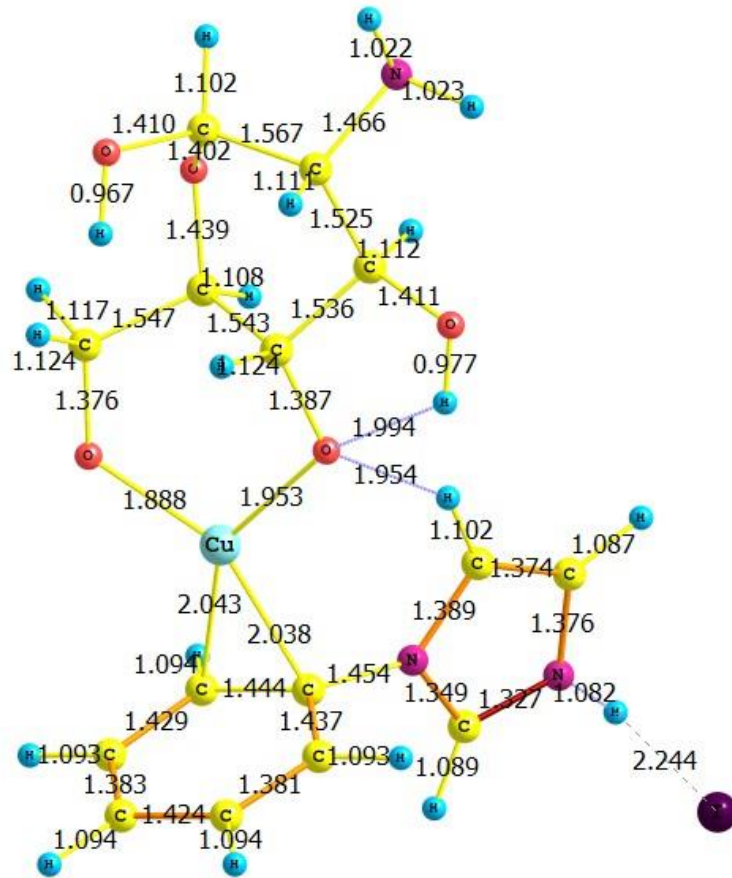 H
1.022
N
1.023
H
H
1.102
1.466
1.410
C
1.567
O
1.402
O
C
1.111
H
0.967
H
1.439
1.525
H
1.112
C
1.411
H
1.108
C
H
1.117
1.547
1.543
1.536
O
H
C
C
1.124
H
1.124
0.977
1.376
1.387
H
1.994
O
O
1.954
1.888
1.953
H
H
Cu
1.102
1.087
C
1.374
C
2.043
1.389
1.376
2.038
H
1.094
N
N
1.454
1.082
C
1.444
C
1.349
1.327
H
1.429
1.437
C
H
1.093
C
C
1.093
H
2.244
1.089
1.383
1.381
H
C
1.424
C
1.094
1.094
H
H